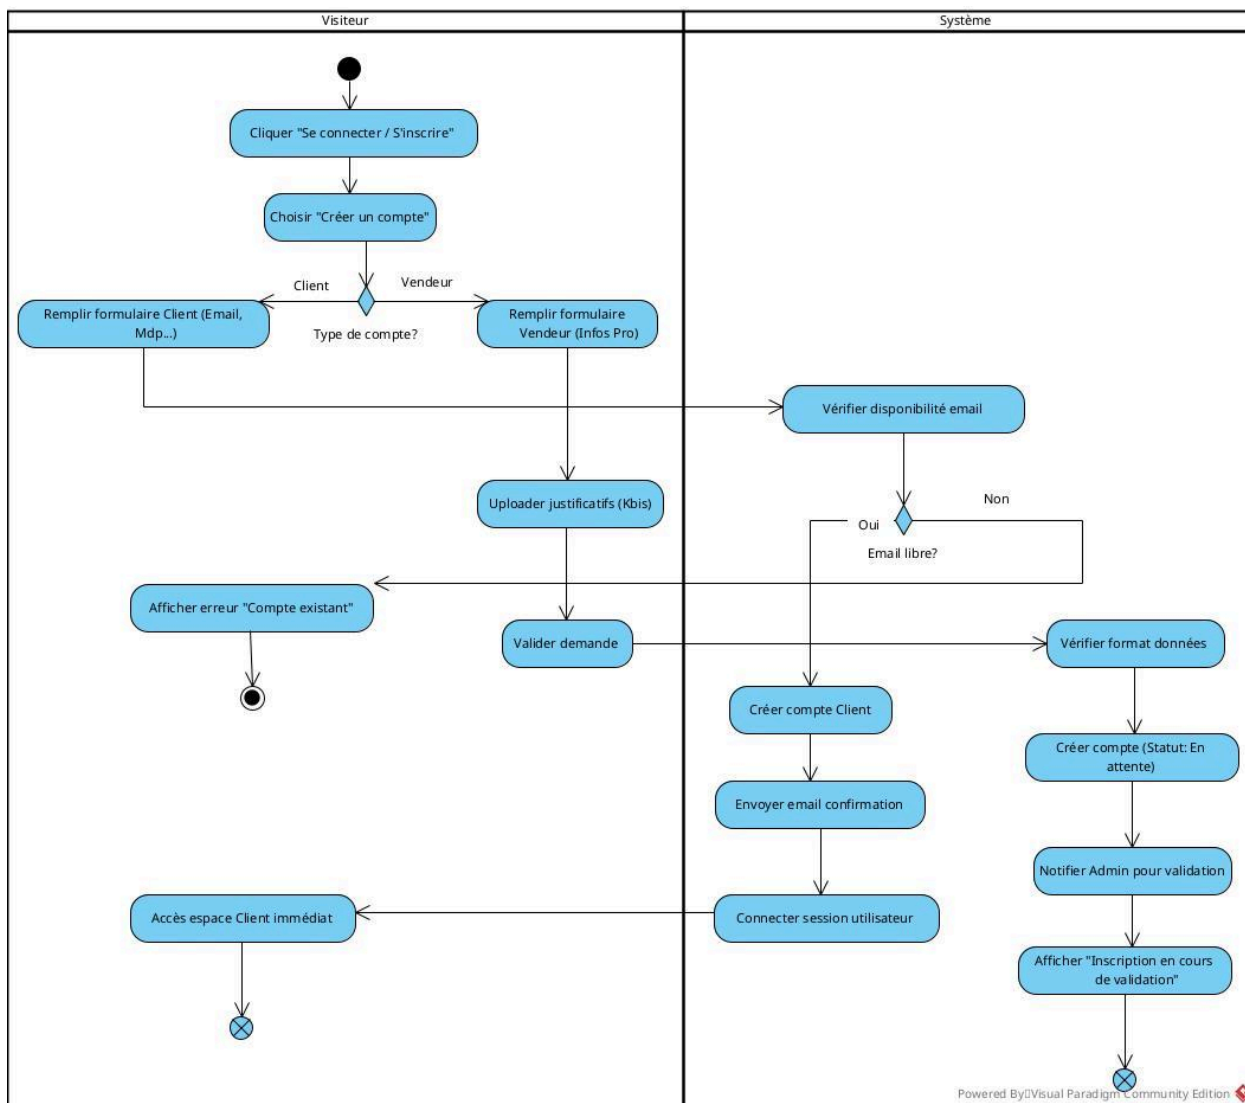 Visiteur
Système
Cliquer "Se connecter / S'inscrire"
Choisir "Créer un compte"
Client
Vendeur
Remplir formulaire Client (Email,
Mdp...)
Type de compte?
Remplir formulaire
Vendeur (Infos Pro)
Vérifier disponibilité email
Uploader justificatifs (Kbis)
Non
Oui
Email libre?
Afficher erreur "Compte existant"
Valider demande
Vérifier format données
Créer compte Client
Créer compte (Statut: En
attente)
Envoyer email confirmation
Notifier Admin pour validation
Accès espace Client immédiat
Connecter session utilisateur
Afficher "Inscription en cours
de validation"
Powered By▯Visual Paradigm Community Edition